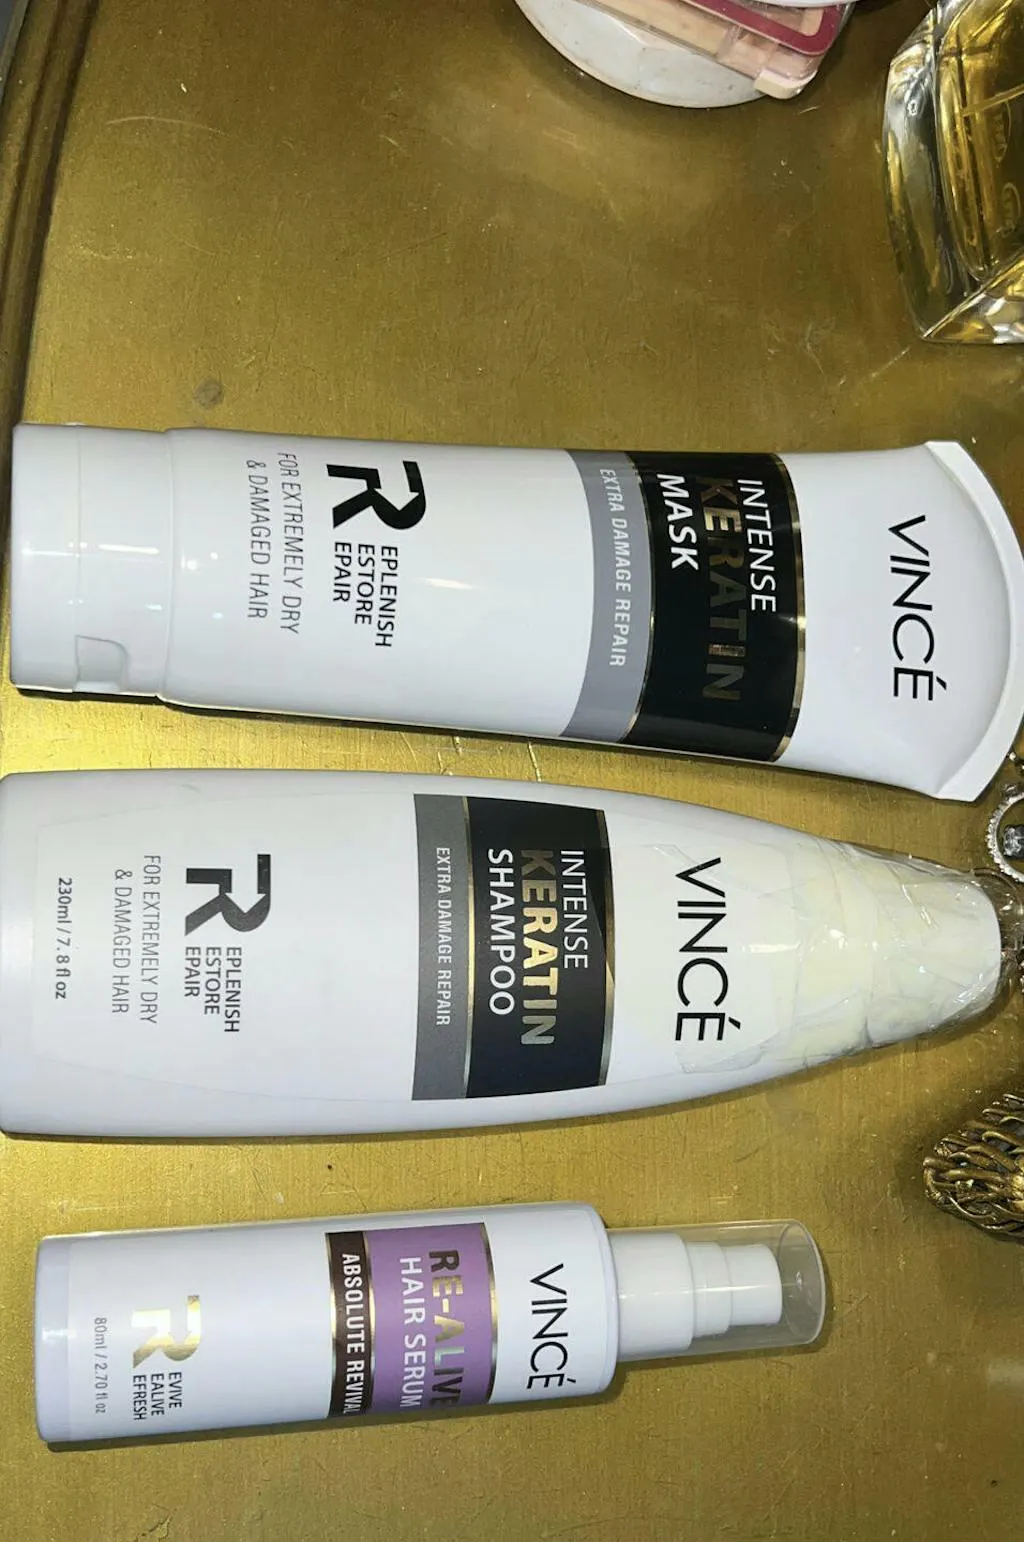 VINCÉ
INTENSE
KERATIN
MASK
EXTRA DAMAGE REPAIR
R EPLENISH
ESTORE
EPAIR
FOR EXTREMELY DRY
& DAMAGED HAIR
VINCÉ
INTENSE
KERATIN
SHAMPOO
EXTRA DAMAGE REPAIR
R EPLENISH
ESTORE
EPAIR
FOR EXTREMELY DRY
& DAMAGED HAIR
230ml / 7.8 fl oz
VINCÉ
RE-ALIVE
HAIR SERUM
ABSOLUTE REVIVAL
R EVIVE
EALIVE
EFRESH
80ml / 2.70 fl oz